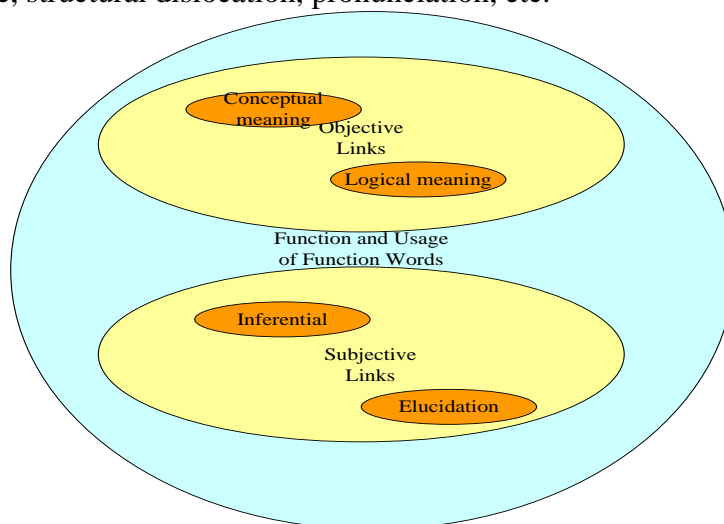 structural dislocation, pronunciation, etc.
Conceptual
meaning
Objective
Links
Logical meaning
Function and Usage
of Function Words
Inferential
Subjective
Links
Elucidation